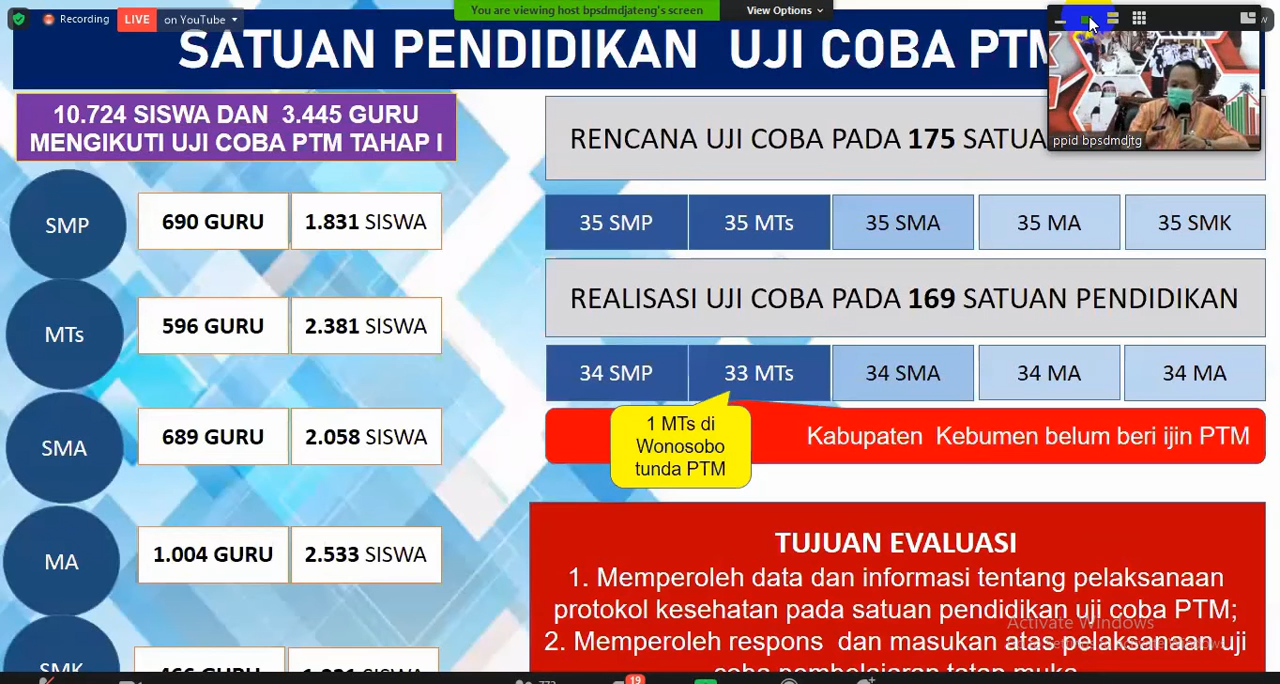 Recording
LIVE on YouTube
You are viewing host bpsdmdjateng's screen
View Options
SATUAN PENDIDIKAN UJI COBA PTM
ppid bpsdmdjtg
10.724 SISWA DAN 3.445 GURU
MENGIKUTI UJI COBA PTM TAHAP I
SMP 690 GURU 1.831 SISWA
MTs 596 GURU 2.381 SISWA
SMA 689 GURU 2.058 SISWA
MA 1.004 GURU 2.533 SISWA
SMK
RENCANA UJI COBA PADA 175
35 SMP 35 MTs 35 SMA 35 MA 35 SMK
REALISASI UJI COBA PADA 169 SATUAN PENDIDIKAN
34 SMP 33 MTs 34 SMA 34 MA 34 MA
1 MTs di
Wonosobo
tunda PTM
Kabupaten Kebumen belum beri ijin PTM
TUJUAN EVALUASI
1. Memperoleh data dan informasi tentang pelaksanaan
protokol kesehatan pada satuan pendidikan uji coba PTM;
2. Memperoleh respons dan masukan atas pelaksanaan uji
coba pembelajaran tatap muka
Activate Windows
19